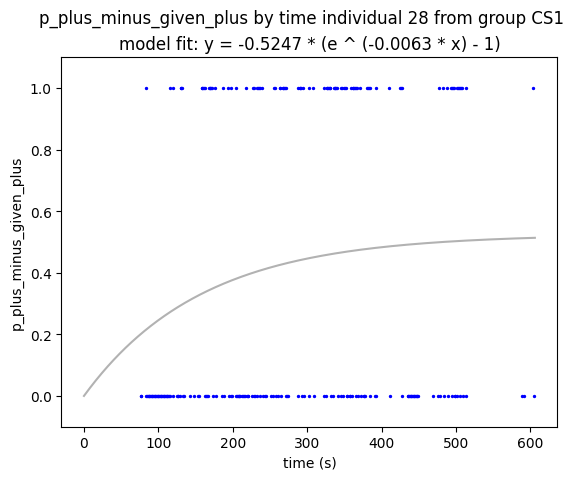 p_plus_minus_given_plus by time individual 28 from group CS1
model fit: y = -0.5247 * (e ^ (-0.0063 * x) - 1)
1.0
0.8
0.6
0.4
0.2
0.0
p_plus_minus_given_plus
0 100 200 300 400 500 600
time (s)